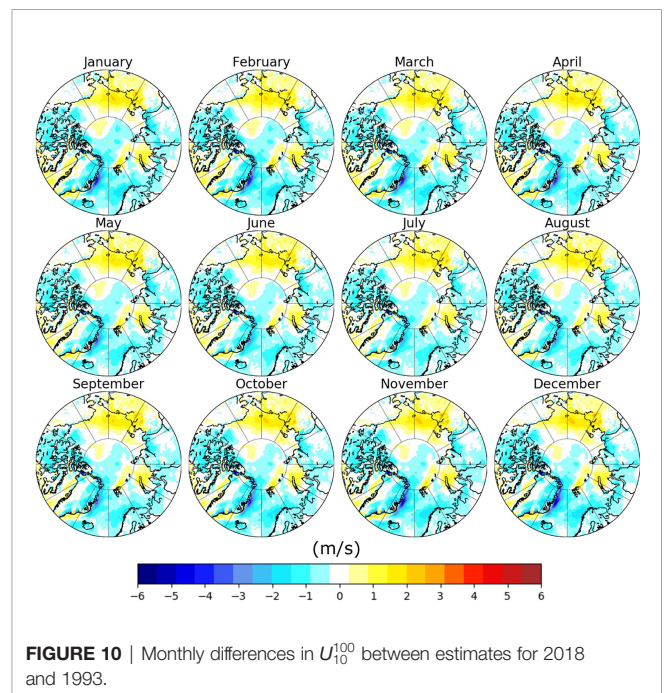 January February March April
May June July August
September October November December
(m/s)
−6 −5 −4 −3 −2 −1 0 1 2 3 4 5 6
FIGURE 10 | Monthly differences in U₁₀¹⁰⁰ between estimates for 2018
and 1993.